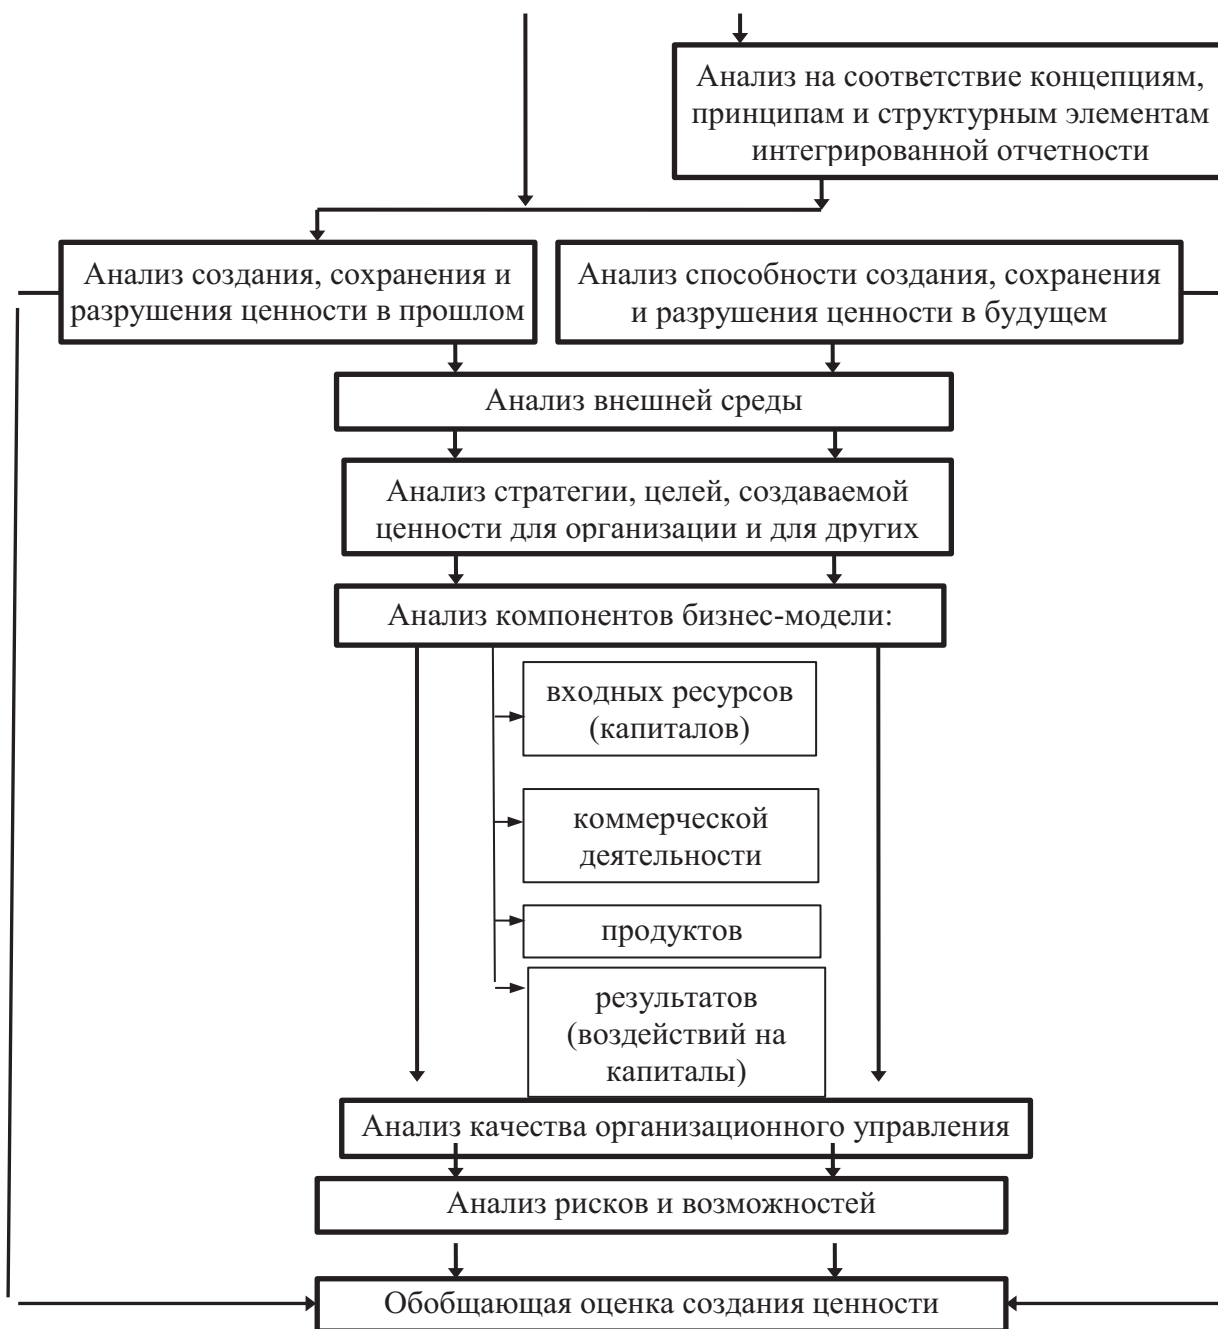 Анализ на соответствие концепциям,
принципам и структурным элементам
интегрированной отчетности
Анализ создания, сохранения и
разрушения ценности в прошлом
Анализ способности создания, сохранения
и разрушения ценности в будущем
Анализ внешней среды
Анализ стратегии, целей, создаваемой
ценности для организации и для других
Анализ компонентов бизнес-модели:
входных ресурсов
(капиталов)
коммерческой
деятельности
продуктов
результатов
(воздействий на
капиталы)
Анализ качества организационного управления
Анализ рисков и возможностей
Обобщающая оценка создания ценности